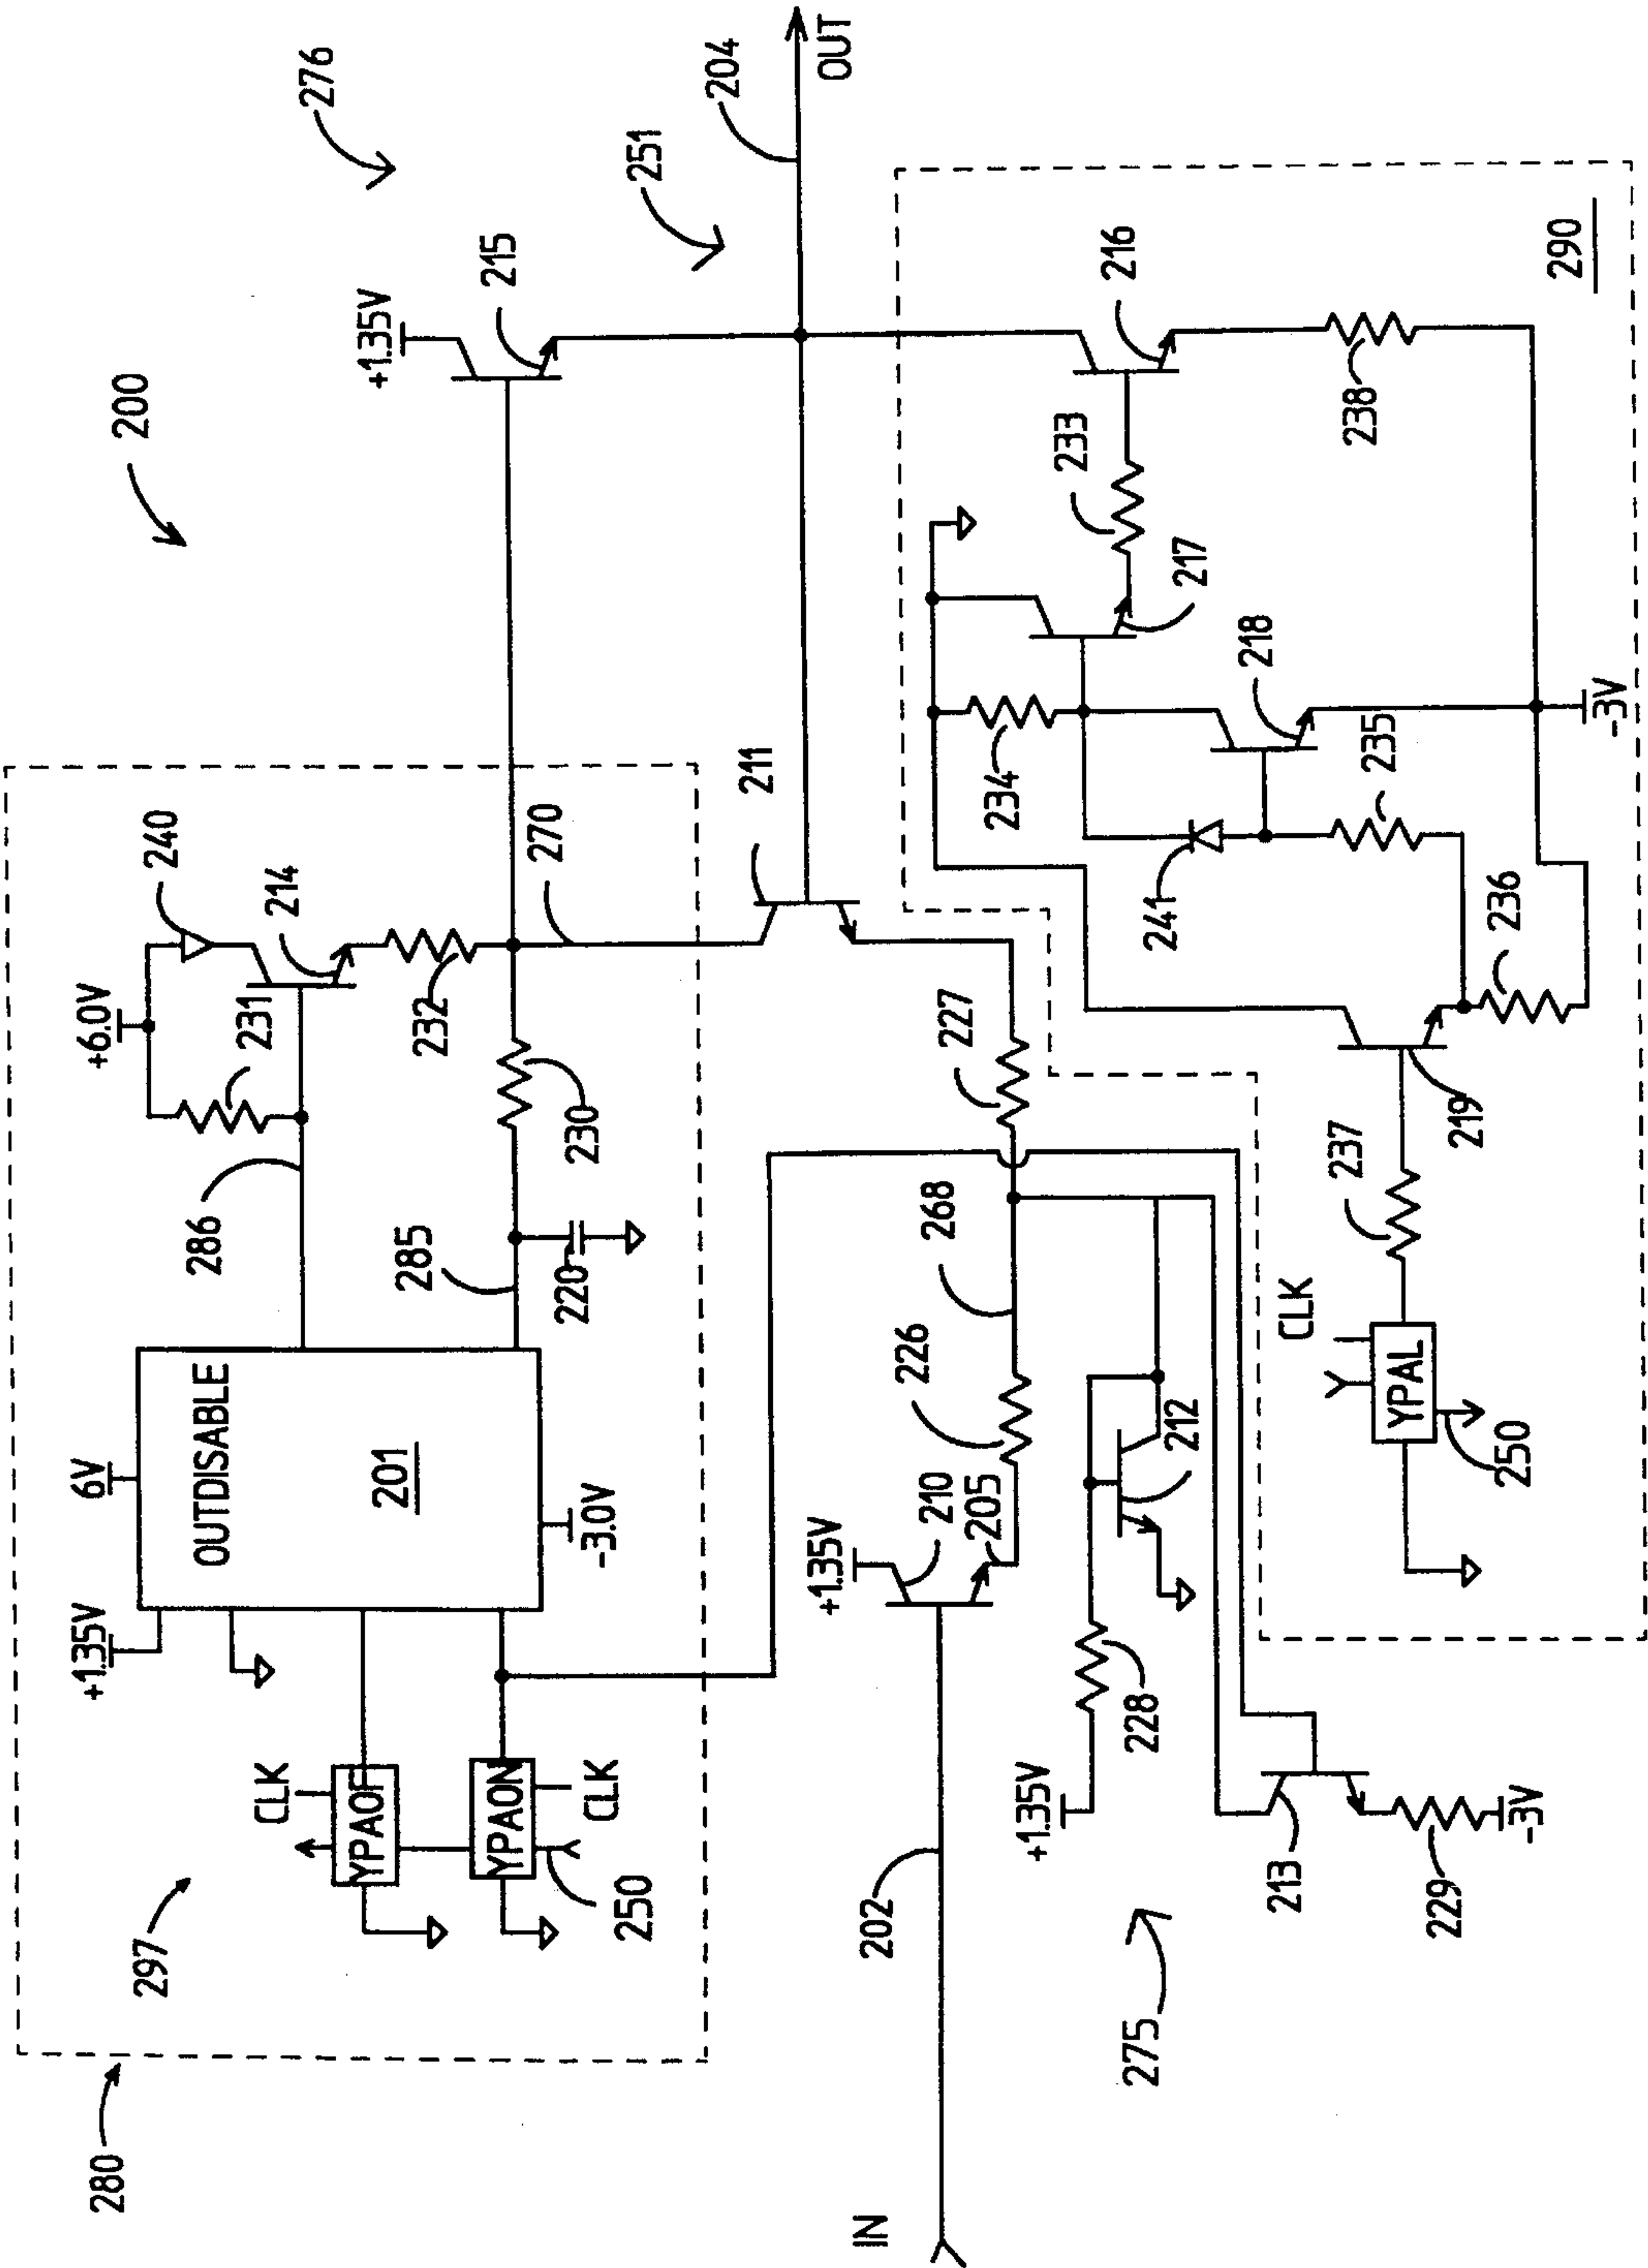 200
276
280
297
+6.0V
240
214
231
232
286
6V
+1.35V
OUTDISABLE
201
-3.0V
285
220
230
270
CLK
YPAOF
YPAON
CLK
250
+1.35V
215
251
204
OUT
211
IN
202
+1.35V
210
205
226
268
227
212
228
+1.35V
275
213
229
-3V
234
217
233
216
238
241
218
235
236
-3V
219
237
CLK
YPAL
250
290